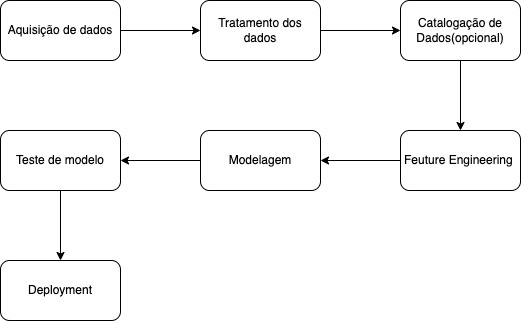 Aquisição de dados
Tratamento dos
dados
Catalogação de
Dados(opcional)
Feuture Engineering
Modelagem
Teste de modelo
Deployment